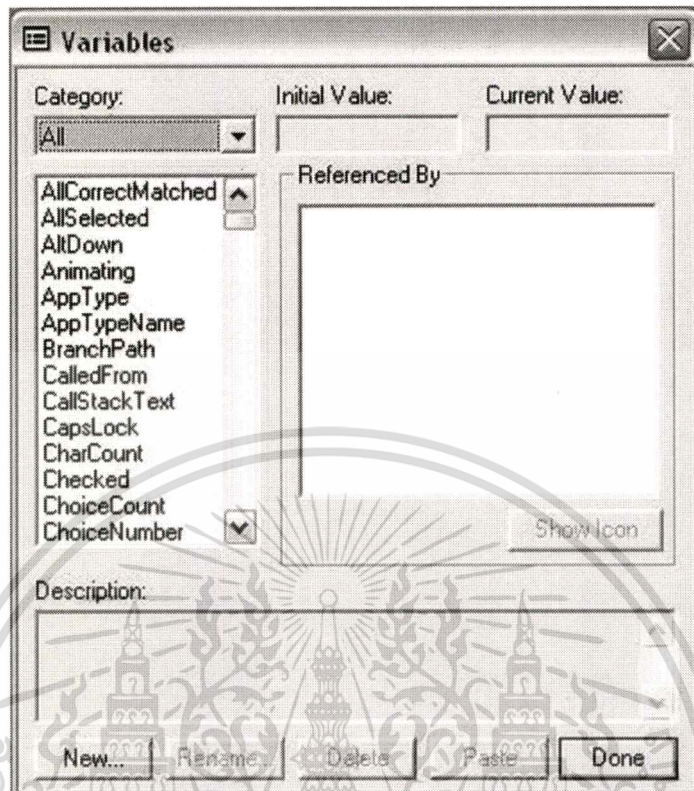 Variables
Category:
Initial Value:
Current Value:
All
Referenced By
AllCorrectMatched
AllSelected
AltDown
Animating
AppType
AppTypeName
BranchPath
CalledFrom
CallStackText
CapsLock
CharCount
Checked
ChoiceCount
ChoiceNumber
Show Icon
Description:
New...
Rename...
Delete
Paste
Done